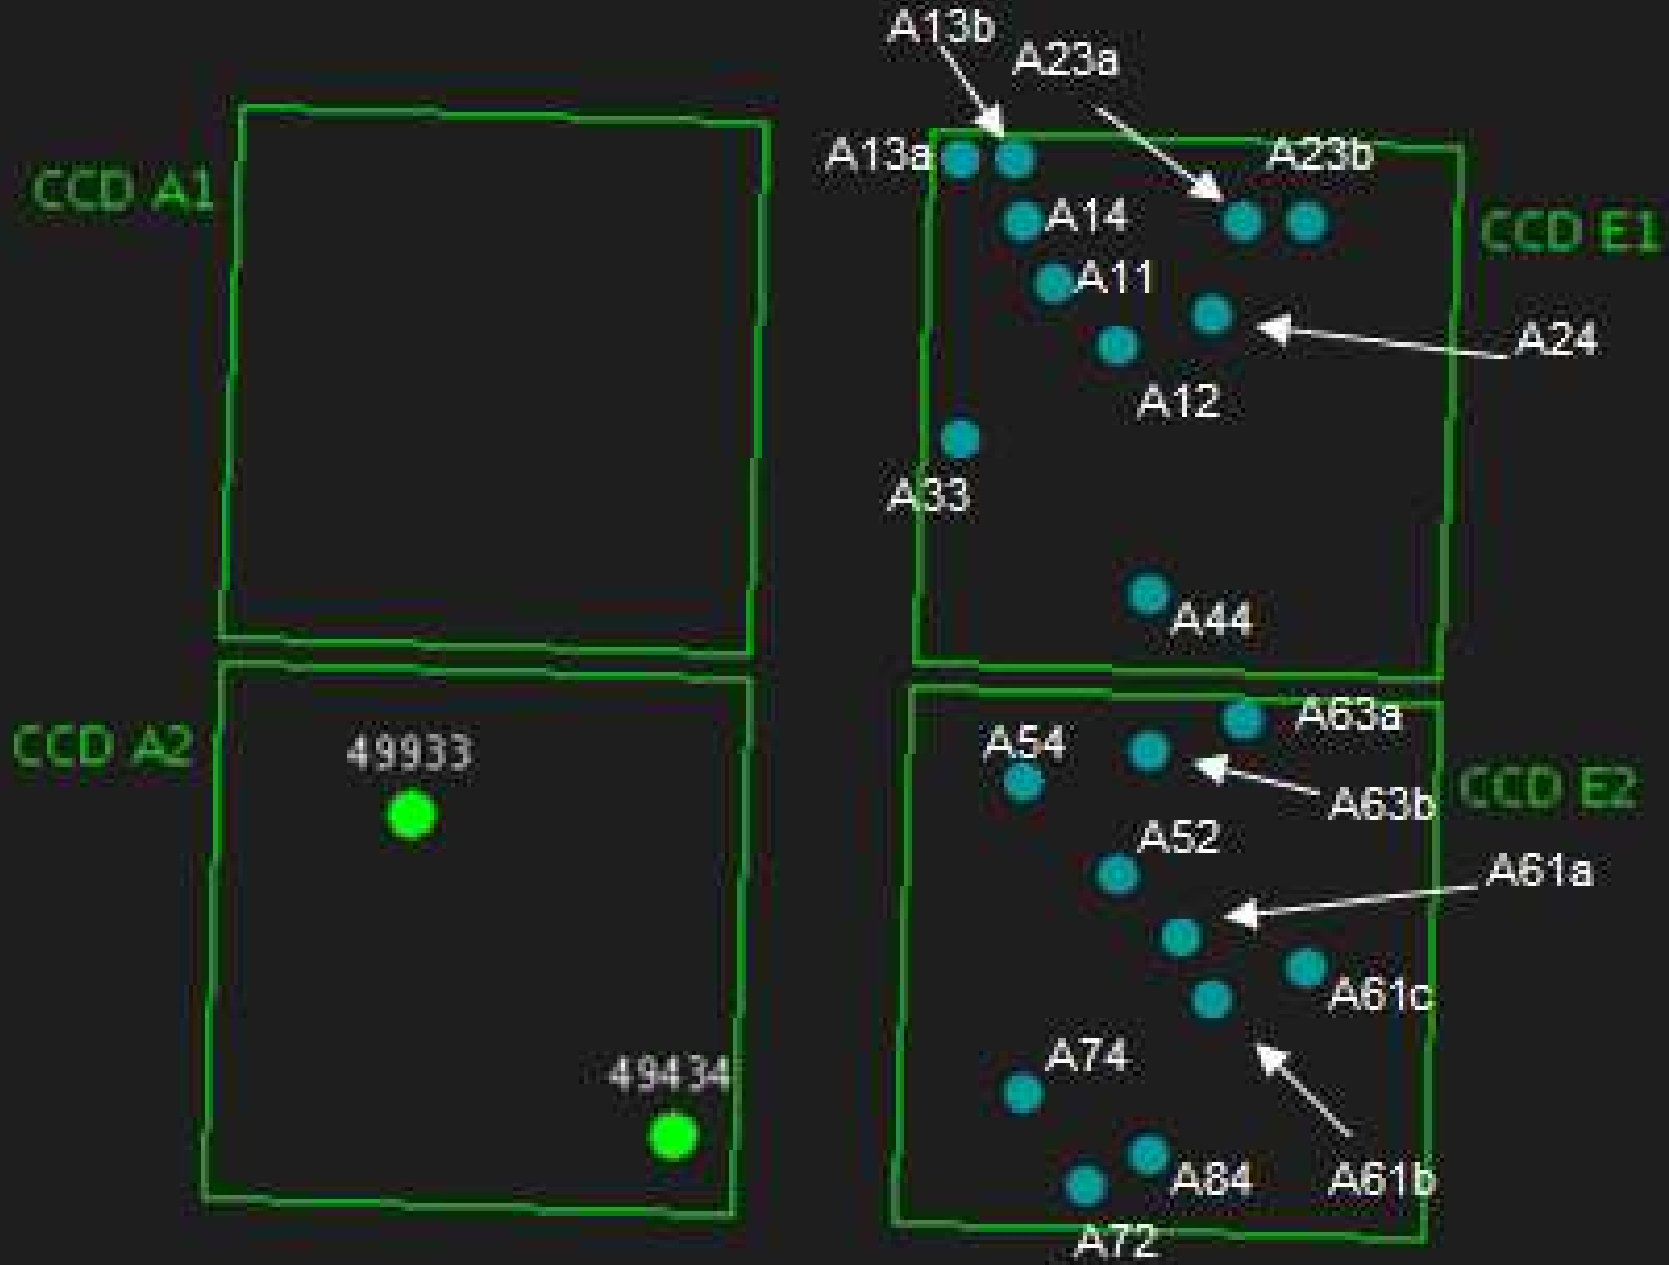 A13b
A23a
A13a
A23b
CCD A1
A14
CCD E1
A11
A24
A12
A33
A44
A63a
A54
CCD A2
49933
CCD E2
A63b
A52
A61a
A61c
A74
49434
A84
A61b
A72